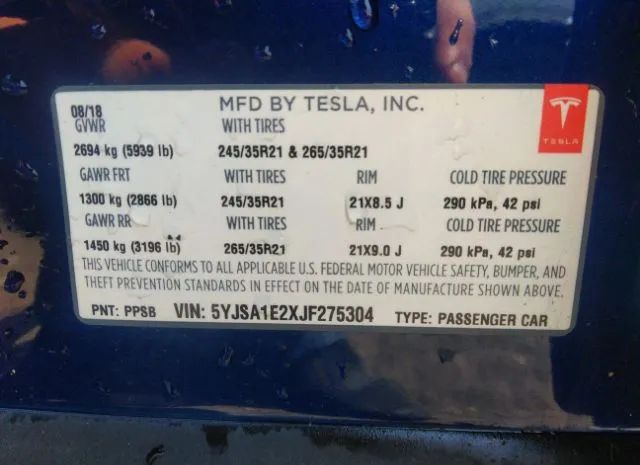 08/18 MFD BY TESLA, INC.
GVWR WITH TIRES
2694 kg (5939 lb) 245/35R21 & 265/35R21
TESLA
GAWR FRT WITH TIRES RIM COLD TIRE PRESSURE
1300 kg (2866 lb) 245/35R21 21X8.5 J 290 kPa, 42 psi
GAWR RR WITH TIRES RIM COLD TIRE PRESSURE
1450 kg (3196 lb) 265/35R21 21X9.0 J 290 kPa, 42 psi
THIS VEHICLE CONFORMS TO ALL APPLICABLE U.S. FEDERAL MOTOR VEHICLE SAFETY, BUMPER, AND
THEFT PREVENTION STANDARDS IN EFFECT ON THE DATE OF MANUFACTURE SHOWN ABOVE.
PNT: PPSB VIN: 5YJSA1E2XJF275304 TYPE: PASSENGER CAR